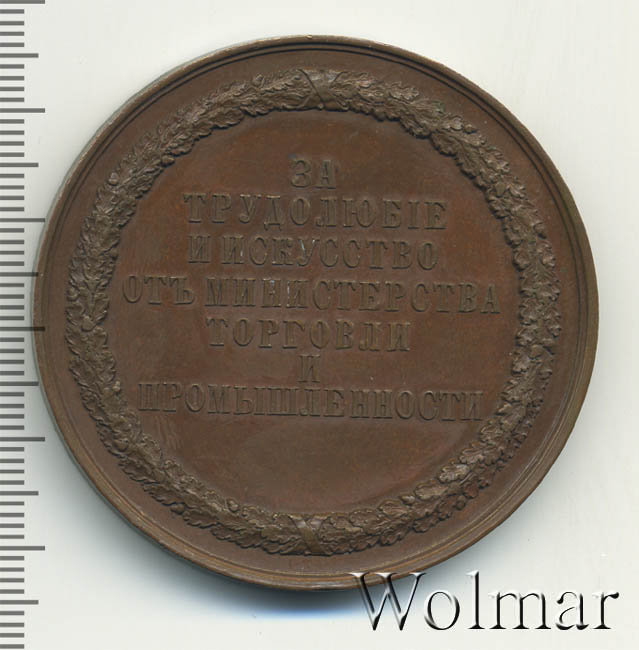 ЗА
ТРУДОЛЮБІЕ
И ИСКУССТВО
ОТЪ МИНИСТЕРСТВА
ТОРГОВЛИ
И
ПРОМЫШЛЕННОСТИ
Wolmar